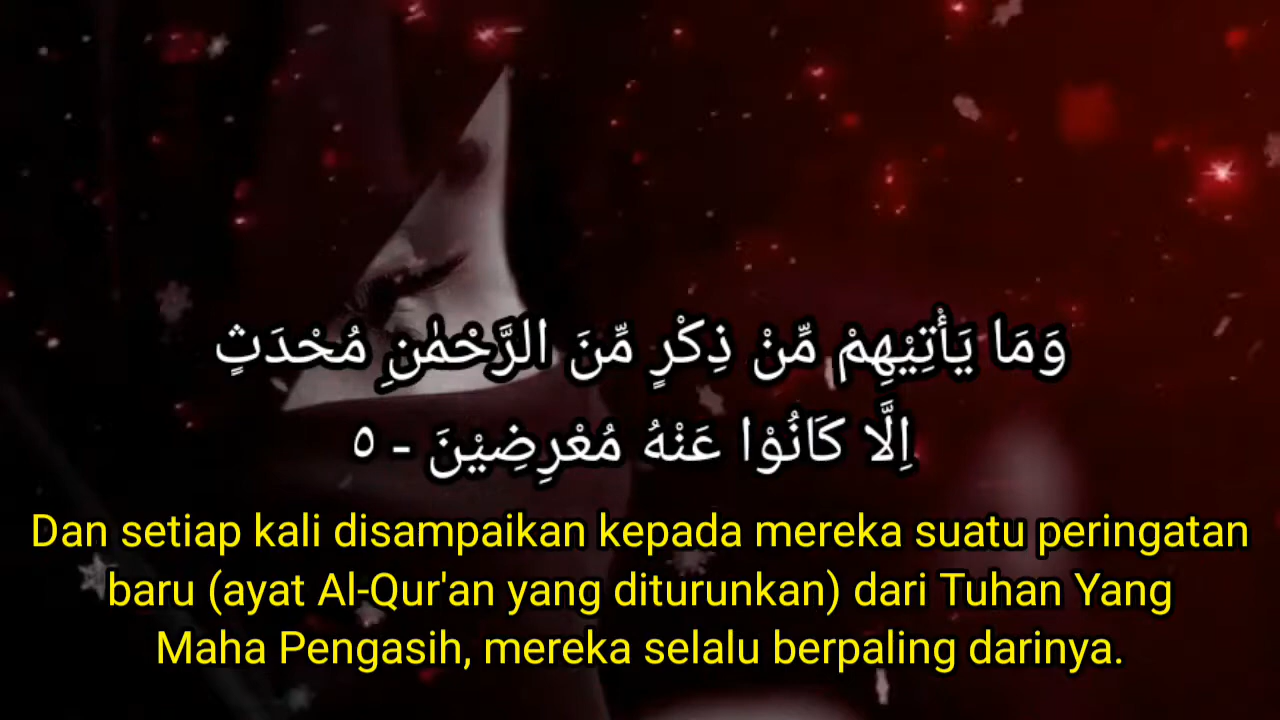 وَمَا يَأْتِيْهِمْ مِّنْ ذِكْرٍ مِّنَ الرَّحْمٰنِ مُحْدَثٍ
اِلَّا كَانُوْا عَنْهُ مُعْرِضِيْنَ - ٥
Dan setiap kali disampaikan kepada mereka suatu peringatan
baru (ayat Al-Qur'an yang diturunkan) dari Tuhan Yang
Maha Pengasih, mereka selalu berpaling darinya.